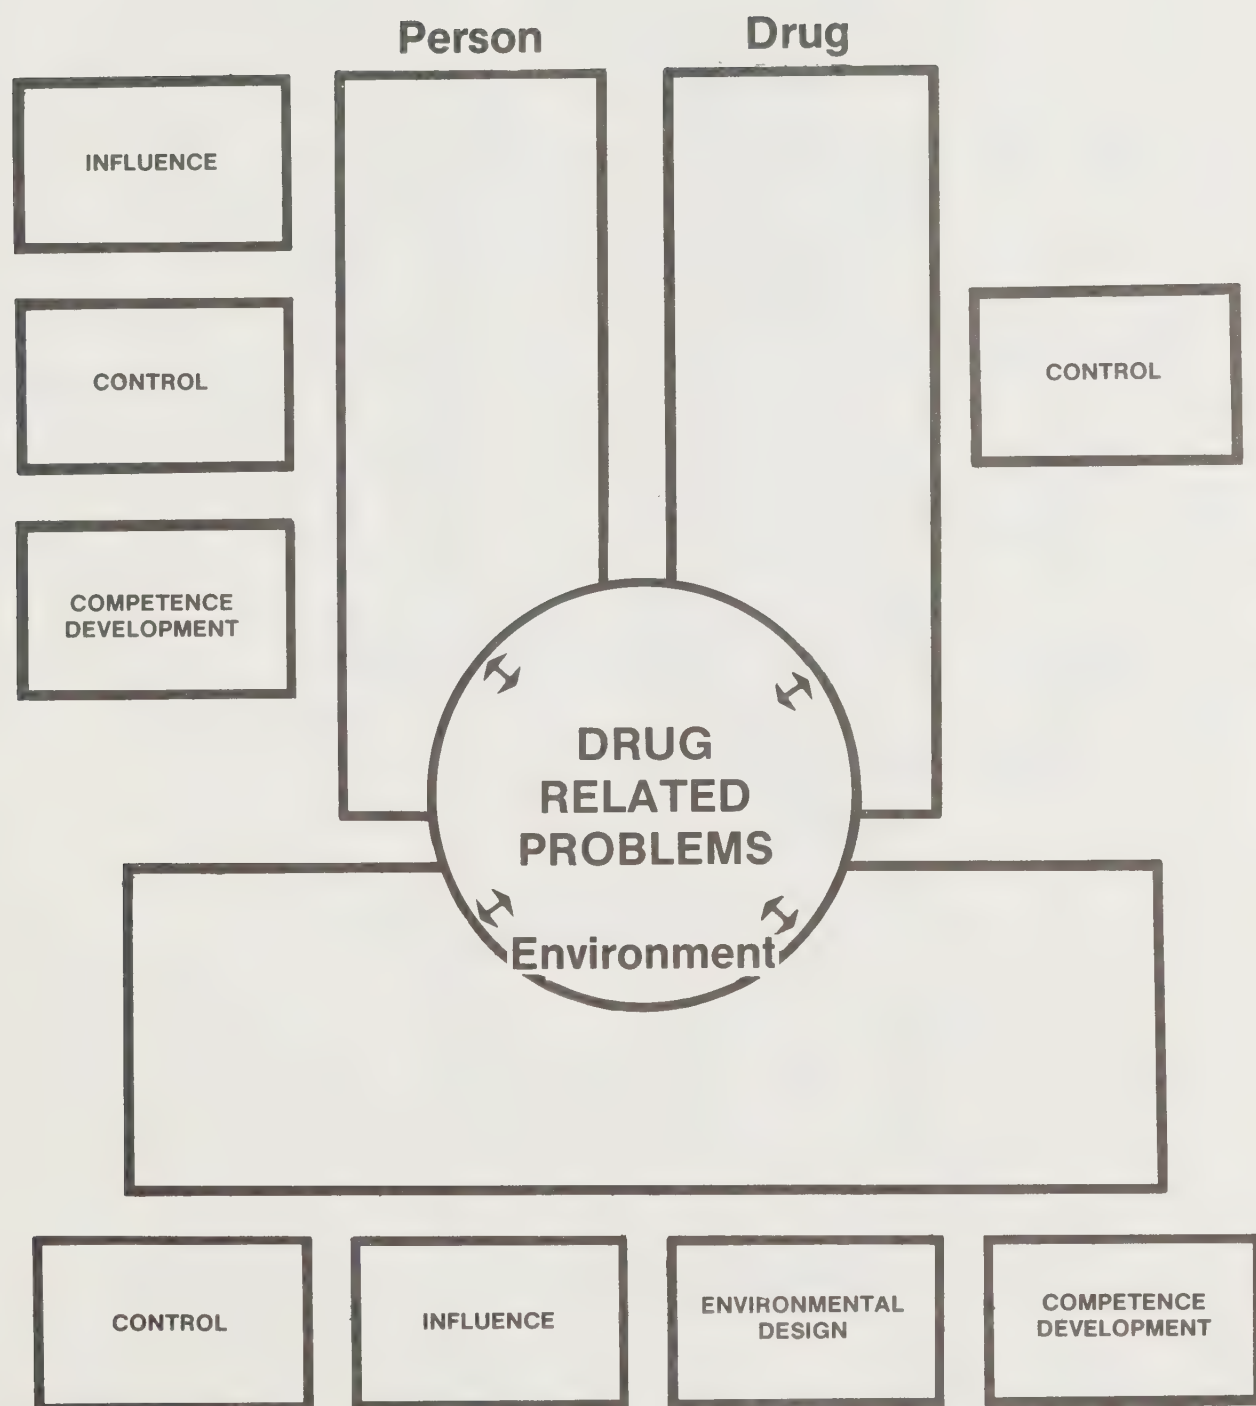 Person
Drug
INFLUENCE
CONTROL
CONTROL
COMPETENCE
DEVELOPMENT
DRUG
RELATED
PROBLEMS
Environment
CONTROL
INFLUENCE
ENVIRONMENTAL
DESIGN
COMPETENCE
DEVELOPMENT